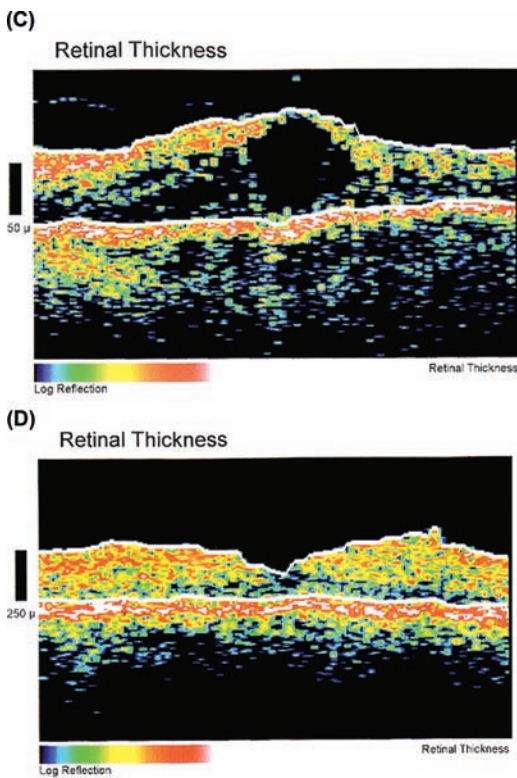 (C)
Retinal Thickness
50 µ
Log Reflection
Retinal Thickness
(D)
Retinal Thickness
250 µ
Log Reflection
Retinal Thickness